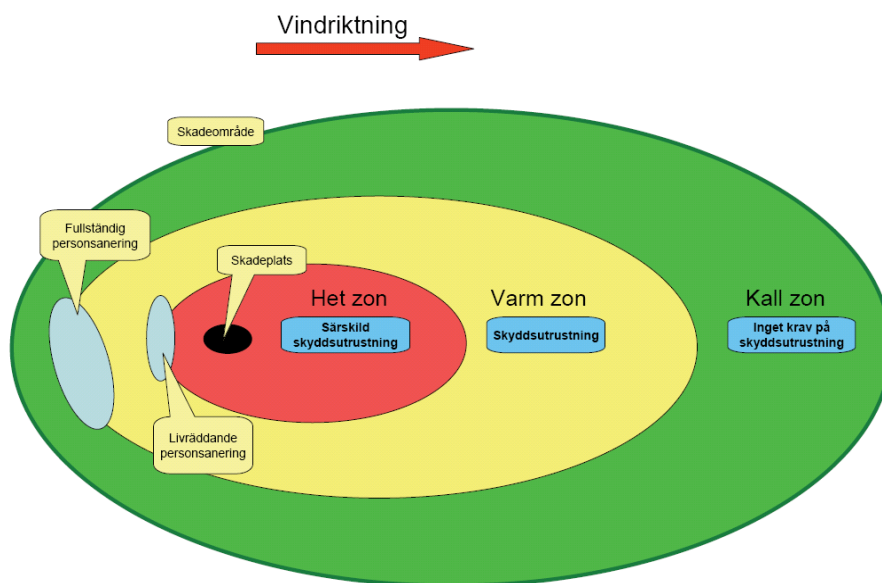 Vindriktning
Skadeområde
Fullständig
personsanering
Skadeplats
Het zon
Varm zon
Kall zon
Särskild
skyddsutrustning
Skyddsutrustning
Inget krav på
skyddsutrustning
Livräddande
personsanering